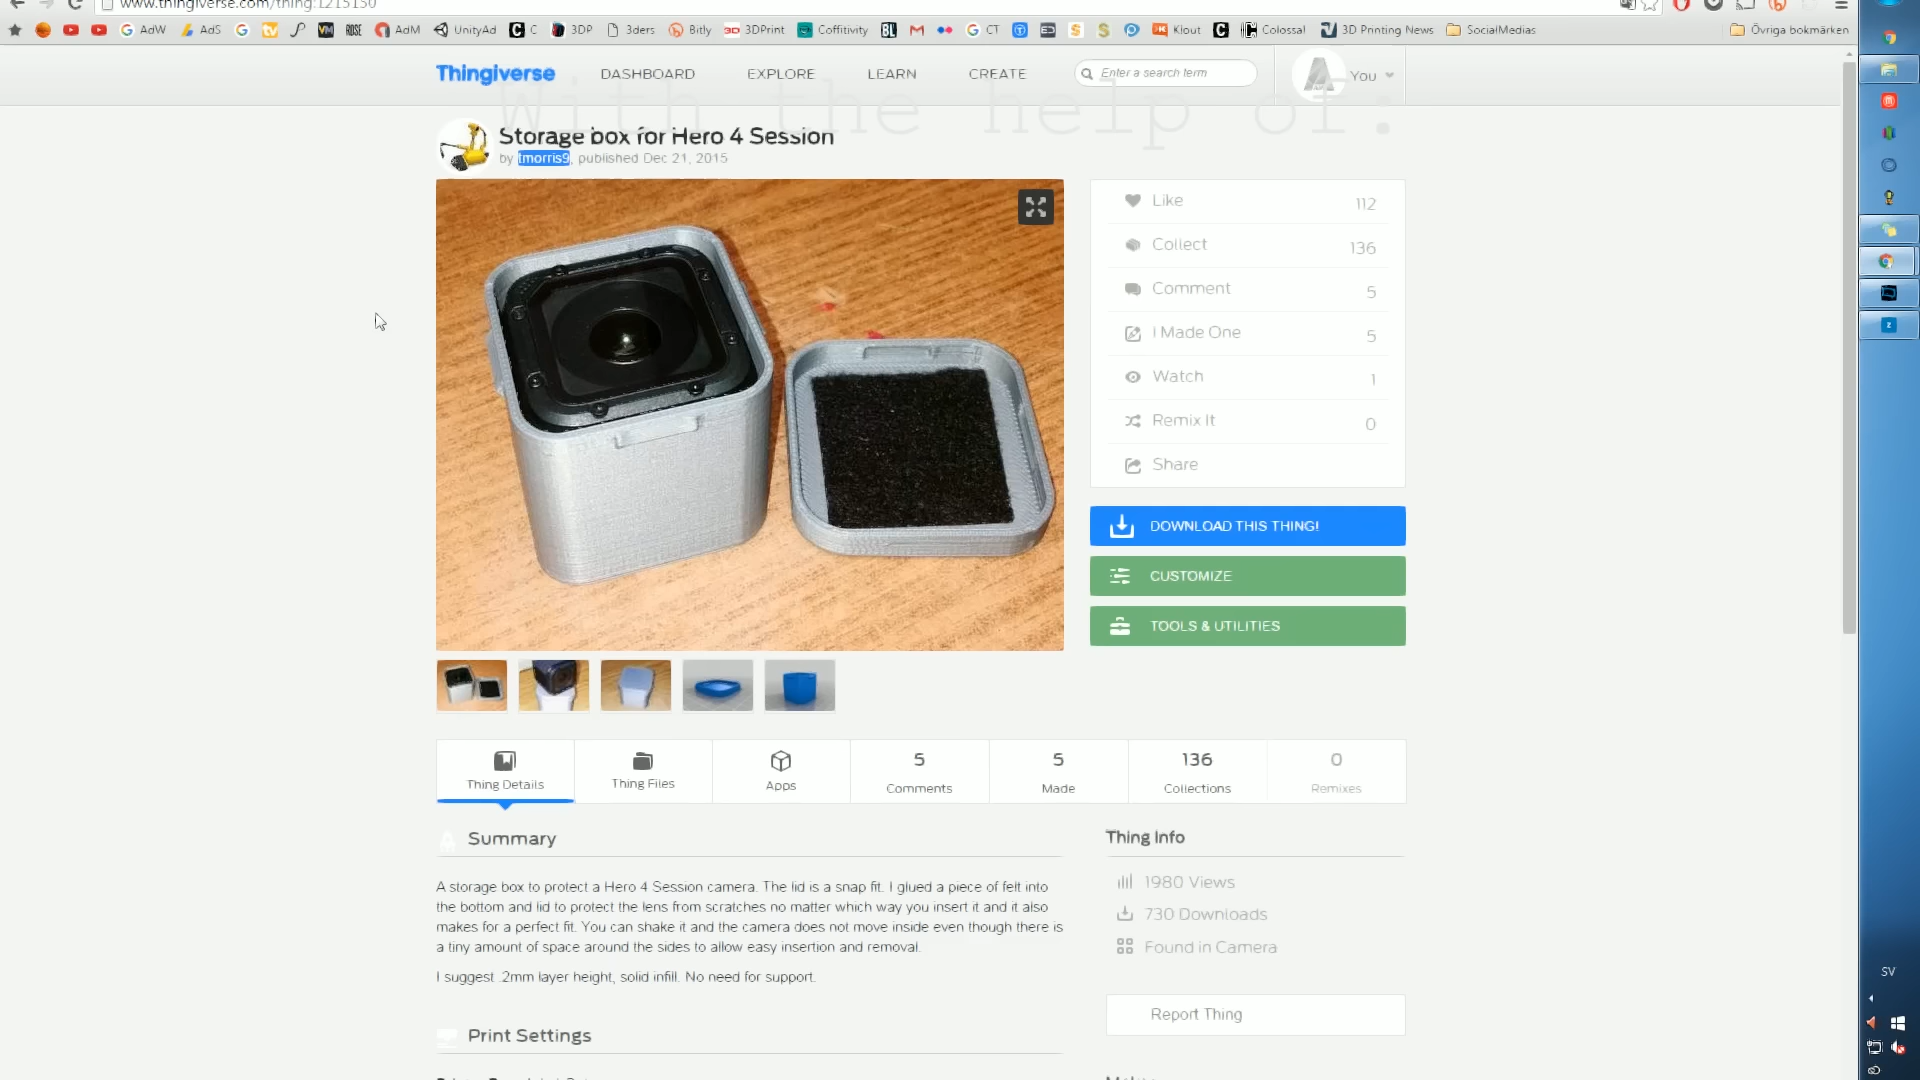 www.thingiverse.com/thing:1215150
AdW AdS AdM UnityAd C 3DP 3ders Bitly 3DPrint Coffitivity CT Klout Colossal 3D Printing News SocialMedias Övriga bokmärken
Thingiverse DASHBOARD EXPLORE LEARN CREATE Enter a search term You
With the help of:
Storage box for Hero 4 Session
by tmorris9, published Dec 21, 2015
Like 112
Collect 136
Comment 5
I Made One 5
Watch 1
Remix It 0
Share
DOWNLOAD THIS THING!
CUSTOMIZE
TOOLS & UTILITIES
5 5 136 0
Thing Details Thing Files Apps Comments Made Collections Remixes
Summary
A storage box to protect a Hero 4 Session camera. The lid is a snap fit. I glued a piece of felt into
the bottom and lid to protect the lens from scratches no matter which way you insert it and it also
makes for a perfect fit. You can shake it and the camera does not move inside even though there is
a tiny amount of space around the sides to allow easy insertion and removal.
I suggest .2mm layer height, solid infill. No need for support.
Print Settings
Thing Info
1980 Views
730 Downloads
Found in Camera
Report Thing
SV